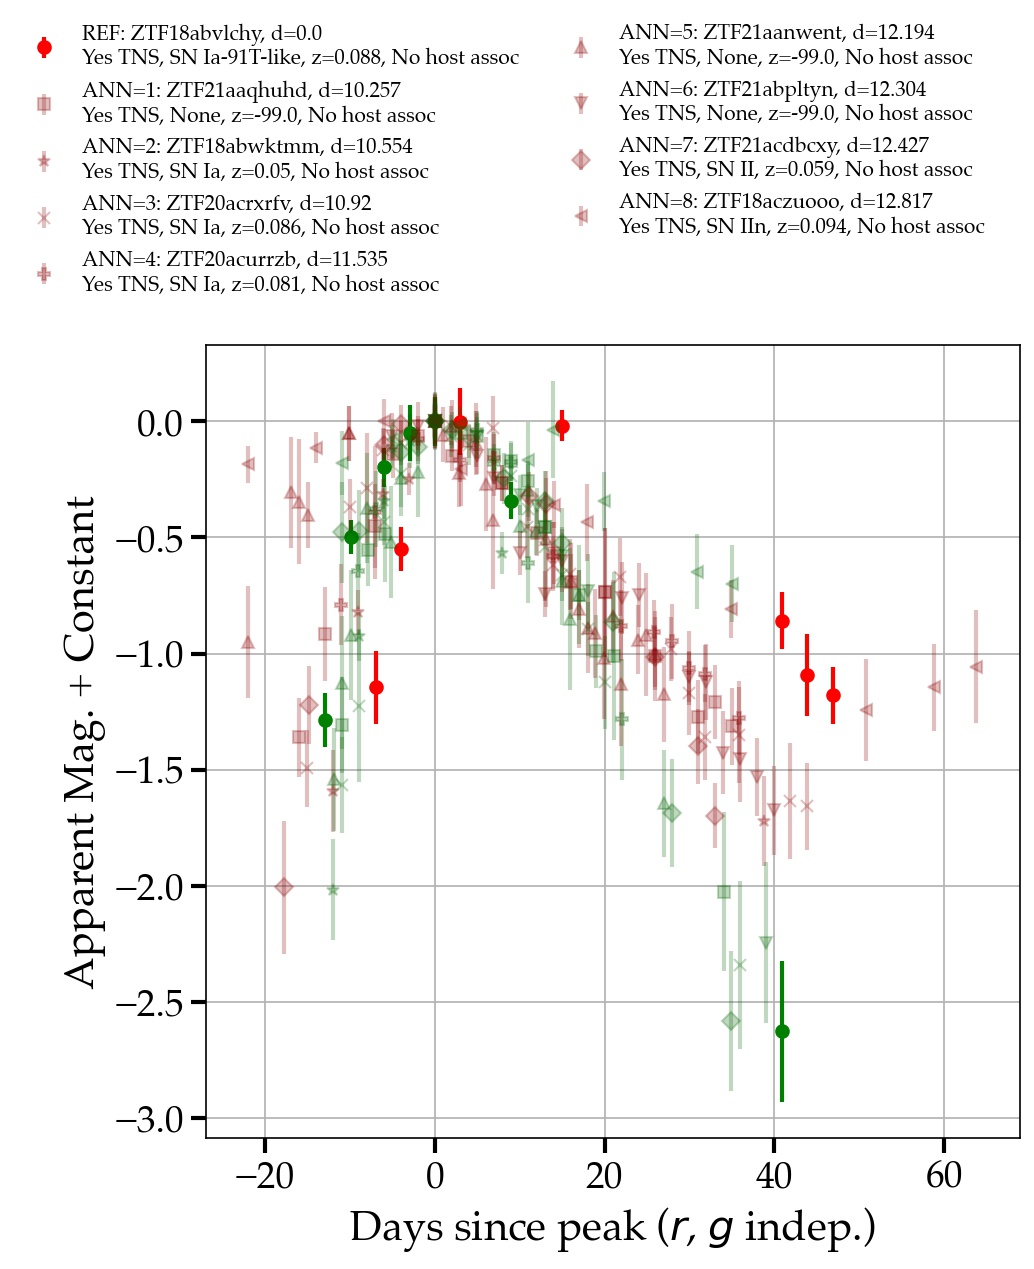 REF: ZTF18abvlchy, d=0.0
Yes TNS, SN Ia-91T-like, z=0.088, No host assoc
ANN=1: ZTF21aaqhuhd, d=10.257
Yes TNS, None, z=-99.0, No host assoc
ANN=2: ZTF18abwktmm, d=10.554
Yes TNS, SN Ia, z=0.05, No host assoc
ANN=3: ZTF20acrxrfv, d=10.92
Yes TNS, SN Ia, z=0.086, No host assoc
ANN=4: ZTF20acurrzb, d=11.535
Yes TNS, SN Ia, z=0.081, No host assoc
ANN=5: ZTF21aanwent, d=12.194
Yes TNS, None, z=-99.0, No host assoc
ANN=6: ZTF21abpltyn, d=12.304
Yes TNS, None, z=-99.0, No host assoc
ANN=7: ZTF21acdbcxy, d=12.427
Yes TNS, SN II, z=0.059, No host assoc
ANN=8: ZTF18aczuooo, d=12.817
Yes TNS, SN IIn, z=0.094, No host assoc
Apparent Mag. + Constant
0.0
−0.5
−1.0
−1.5
−2.0
−2.5
−3.0
−20 0 20 40 60
Days since peak (r, g indep.)